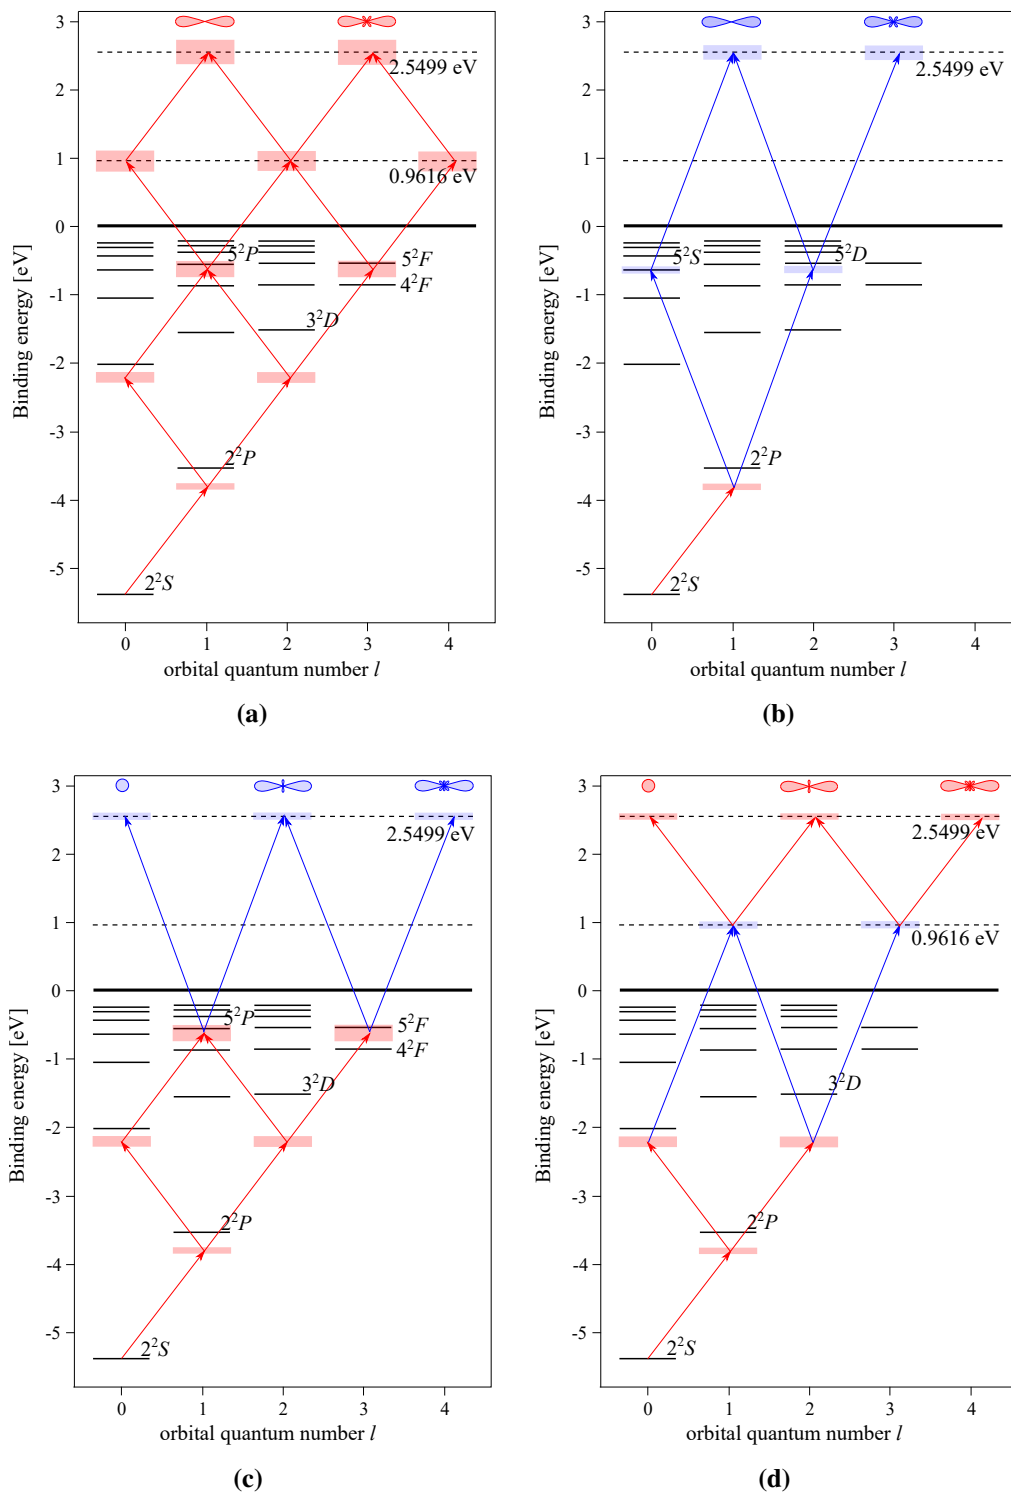 3
2.5499 eV
2
1
0.9616 eV
0
5²P
5²F
4²F
-1
3²D
-2
-3
2²P
-4
-5
2²S
Binding energy [eV]
0 1 2 3 4
orbital quantum number l
(a)
3
2.5499 eV
2
1
0.9616 eV
0
5²S
5²D
-1
-2
-3
2²P
-4
-5
2²S
Binding energy [eV]
0 1 2 3 4
orbital quantum number l
(b)
3
2.5499 eV
2
1
0
5²P
5²F
4²F
-1
3²D
-2
-3
2²P
-4
-5
2²S
Binding energy [eV]
0 1 2 3 4
orbital quantum number l
(c)
3
2.5499 eV
2
1
0.9616 eV
0
-1
3²D
-2
-3
2²P
-4
-5
2²S
Binding energy [eV]
0 1 2 3 4
orbital quantum number l
(d)